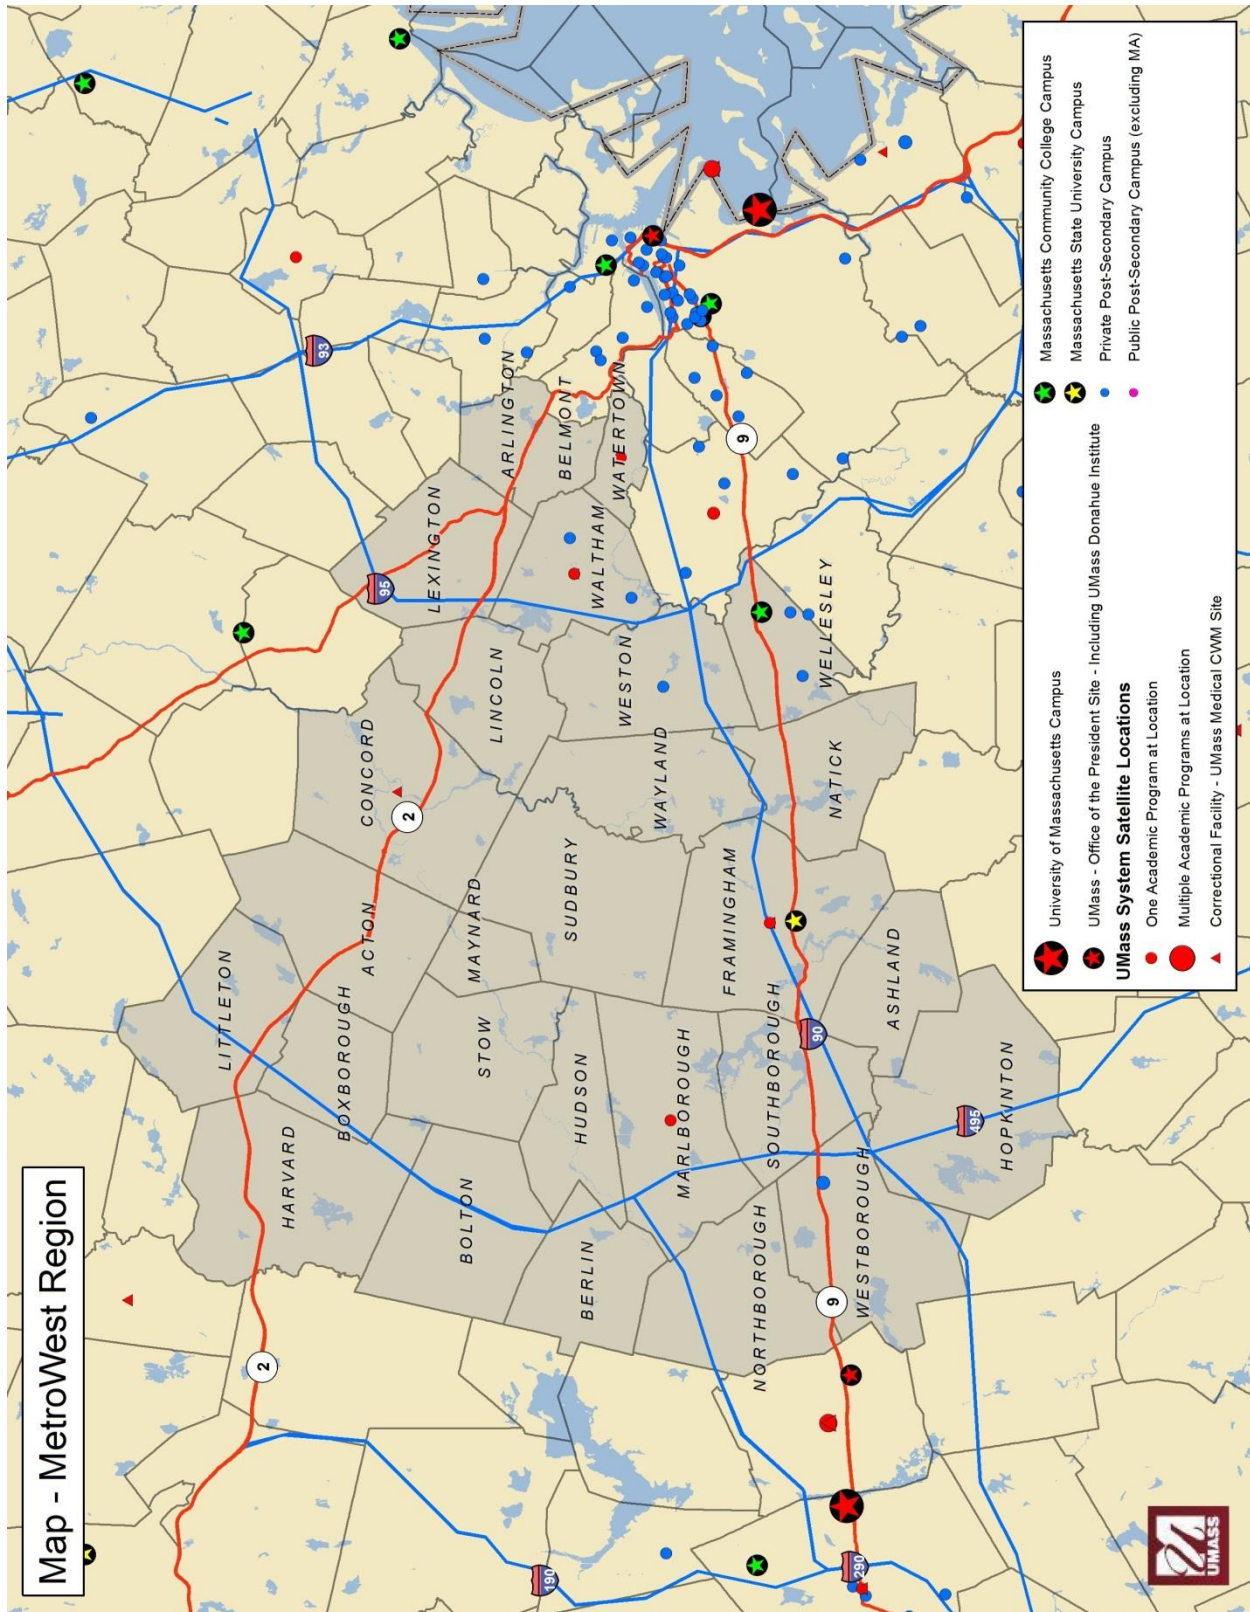 Map - MetroWest Region
LITTLETON
HARVARD
BOXBOROUGH
ACTON
CONCORD
LEXINGTON
BOLTON
STOW
MAYNARD
LINCOLN
ARLINGTON
BELMONT
BERLIN
HUDSON
SUDBURY
WALTHAM
WATERTOWN
MARLBOROUGH
WAYLAND
WESTON
NORTHBOROUGH
SOUTHBOROUGH
FRAMINGHAM
WESTBOROUGH
ASHLAND
NATICK
WELLESLEY
HOPKINTON
2
2
93
95
9
9
90
495
190
290
University of Massachusetts Campus
UMass - Office of the President Site - Including UMass Donahue Institute
UMass System Satellite Locations
One Academic Program at Location
Multiple Academic Programs at Location
Correctional Facility - UMass Medical CWM Site
Massachusetts Community College Campus
Massachusetts State University Campus
Private Post-Secondary Campus
Public Post-Secondary Campus (excluding MA)
UMASS